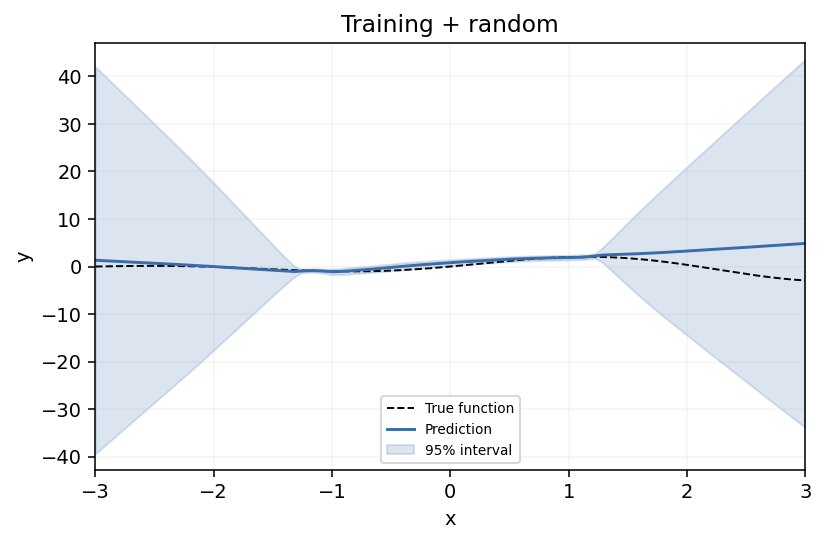 Training + random
40
30
20
10
0
−10
−20
−30
−40
y
True function
Prediction
95% interval
−3 −2 −1 0 1 2 3
x